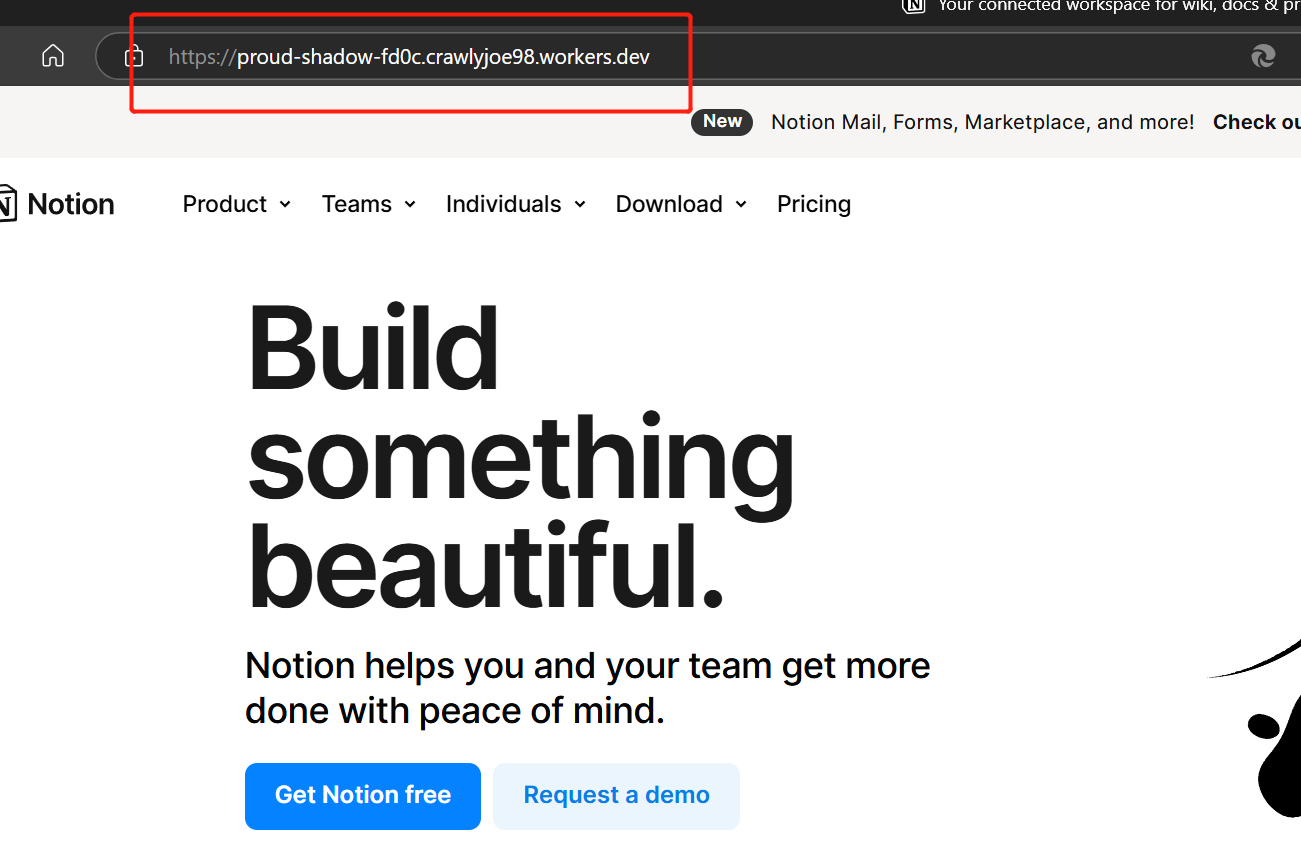 Your connected workspace for wiki, docs & pr
https://proud-shadow-fd0c.crawlyjoe98.workers.dev
New Notion Mail, Forms, Marketplace, and more! Check ou
Notion Product Teams Individuals Download Pricing
Build
something
beautiful.
Notion helps you and your team get more
done with peace of mind.
Get Notion free Request a demo